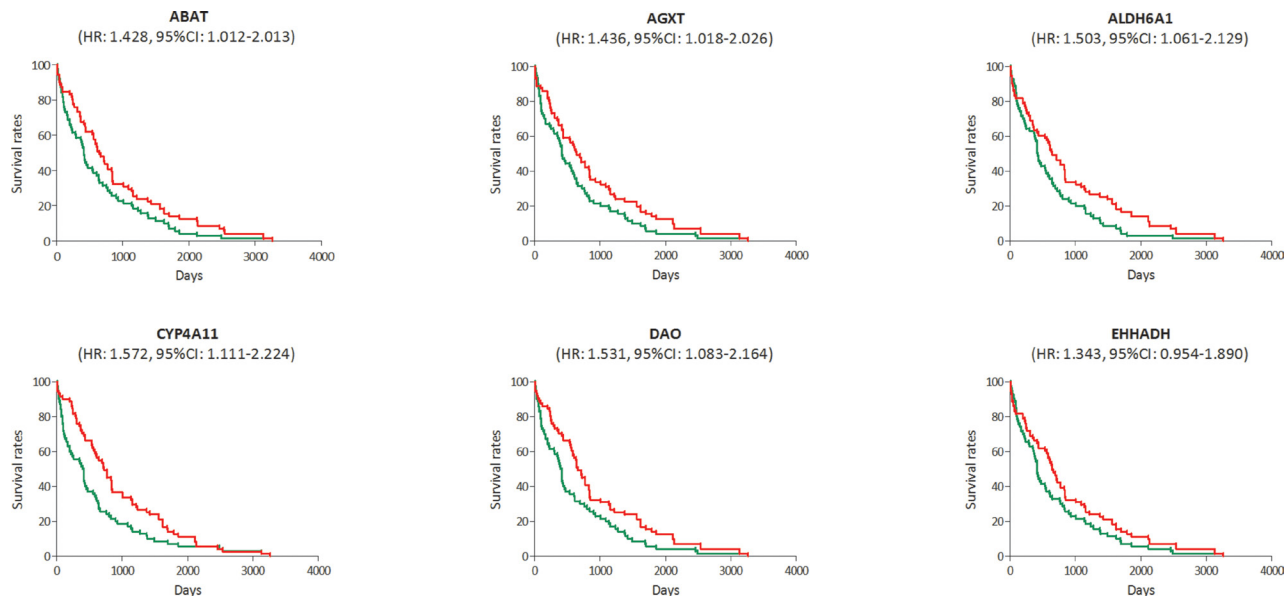 ABAT
(HR: 1.428, 95%CI: 1.012-2.013)
100
80
60
40
20
0
Survival rates
0 1000 2000 3000 4000
Days
AGXT
(HR: 1.436, 95%CI: 1.018-2.026)
100
80
60
40
20
0
Survival rates
0 1000 2000 3000 4000
Days
ALDH6A1
(HR: 1.503, 95%CI: 1.061-2.129)
100
80
60
40
20
0
Survival rates
0 1000 2000 3000 4000
Days
CYP4A11
(HR: 1.572, 95%CI: 1.111-2.224)
100
80
60
40
20
0
Survival rates
0 1000 2000 3000 4000
Days
DAO
(HR: 1.531, 95%CI: 1.083-2.164)
100
80
60
40
20
0
Survival rates
0 1000 2000 3000 4000
Days
EHHADH
(HR: 1.343, 95%CI: 0.954-1.890)
100
80
60
40
20
0
Survival rates
0 1000 2000 3000 4000
Days